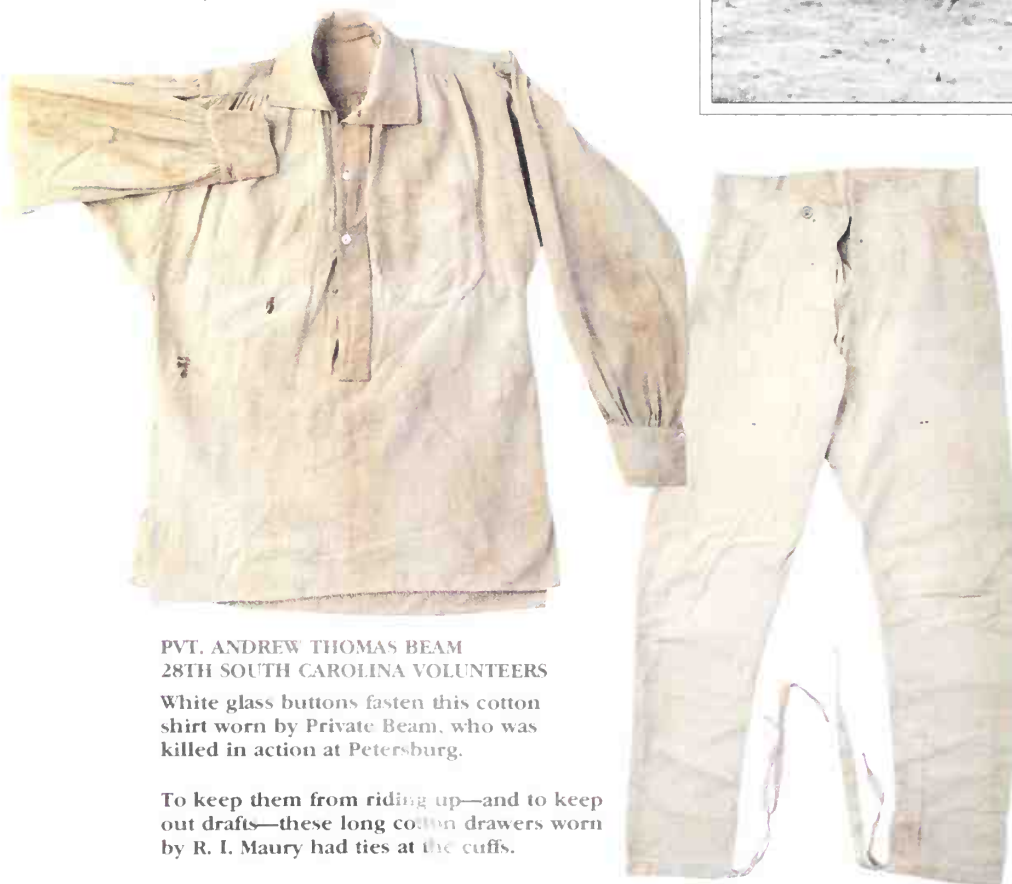 PVT. ANDREW THOMAS BEAM
28TH SOUTH CAROLINA VOLUNTEERS
White glass buttons fasten this cotton
shirt worn by Private Beam, who was
killed in action at Petersburg.
To keep them from riding up—and to keep
out drafts—these long cotton drawers worn
by R. I. Maury had ties at the cuffs.